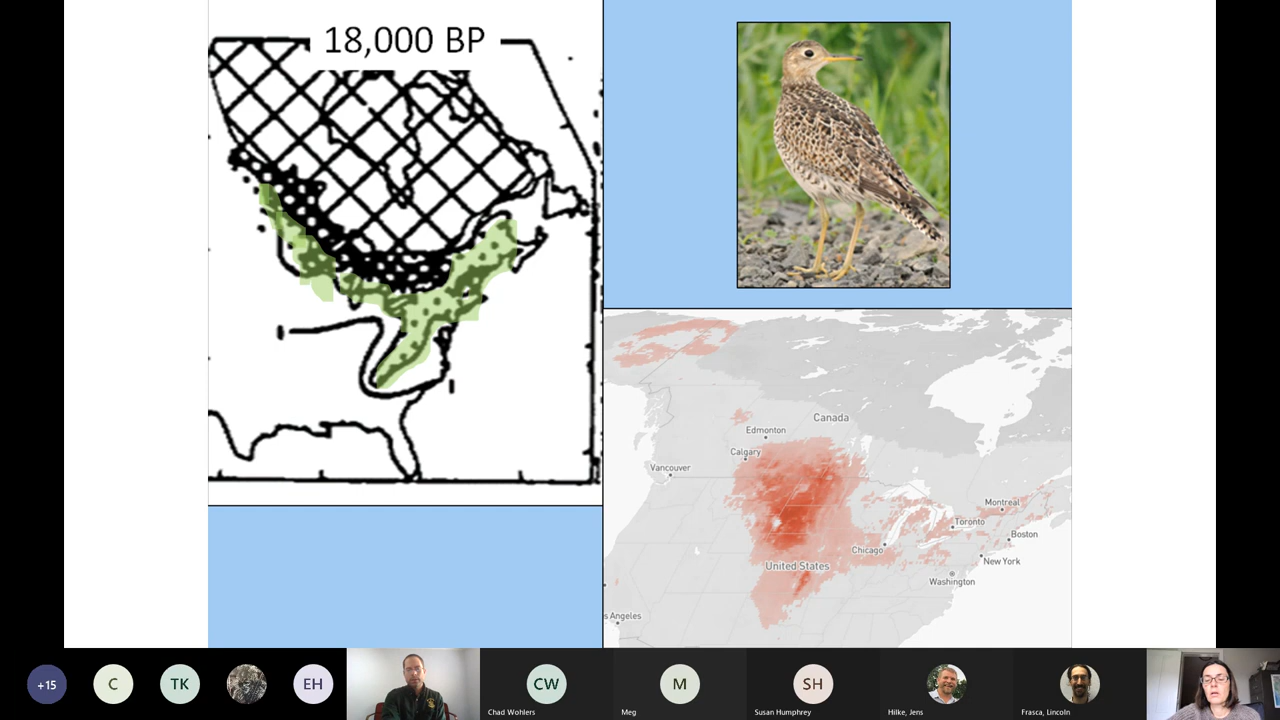 18,000 BP
Canada
Edmonton
Calgary
Vancouver
Montreal
Toronto
Boston
Chicago
New York
United States
Washington
s Angeles
+15
C
TK
EH
CW
Chad Wohlers
M
Meg
SH
Susan Humphrey
Hilke, Jens
Frasca, Lincoln